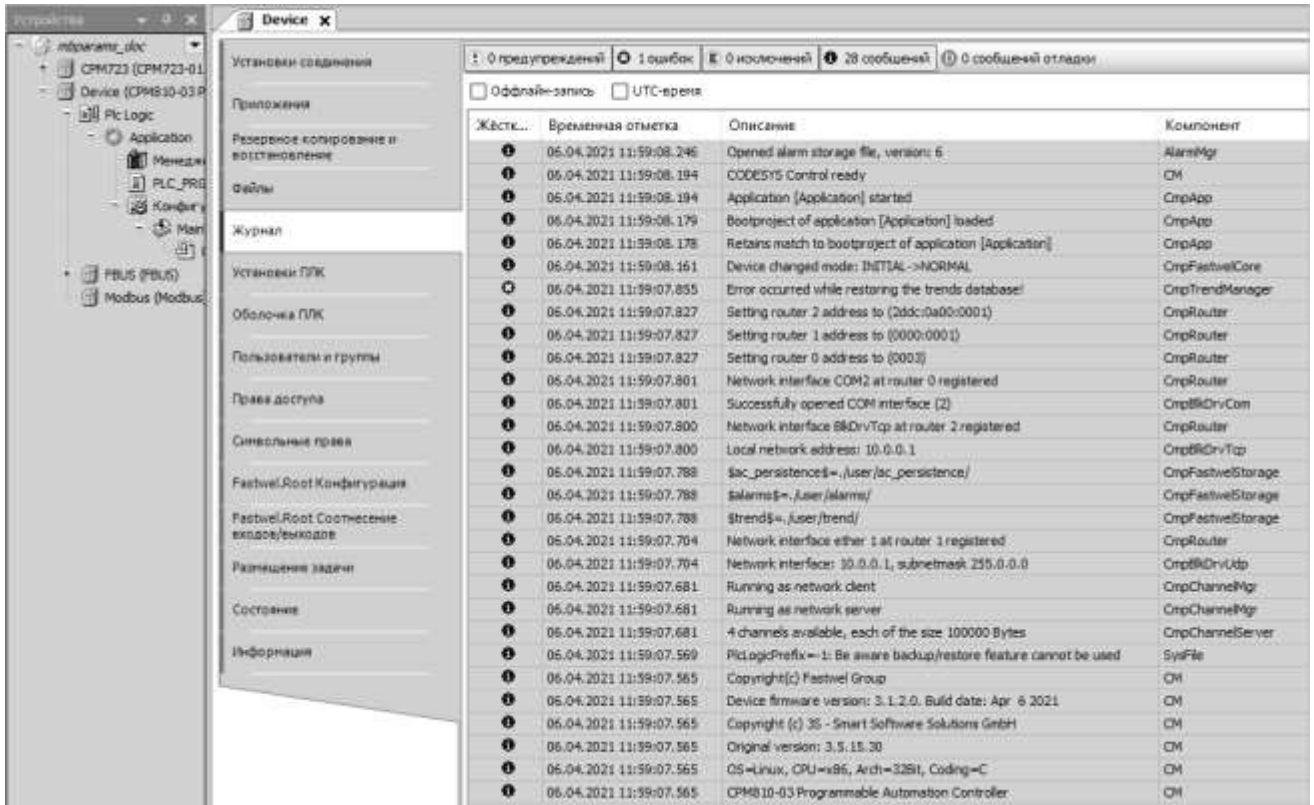 Устройства
Device
mbparams_doc
CPM723 (CPM723-01
Device (CPM810-03 P
Plc Logic
Application
Менедж
PLC_PRG
Конфигу
Main
FBUS (FBUS)
Modbus (Modbus
Установки соединения
Приложения
Резервное копирование и
восстановление
Файлы
Журнал
Установки ПЛК
Оболочка ПЛК
Пользователи и группы
Права доступа
Символьные права
Fastwel.Root Конфигурация
Fastwel.Root Соотнесение
входов/выходов
Размещение задачи
Состояние
Информация
0 предупреждений 1 ошибок 0 исключений 28 сообщений 0 сообщений отладки
Оффлайн-запись UTC-время
Жёстк... Временная отметка Описание Компонент
06.04.2021 11:59:08.246 Opened alarm storage file, version: 6 AlarmMgr
06.04.2021 11:59:08.194 CODESYS Control ready CM
06.04.2021 11:59:08.194 Application [Application] started CmpApp
06.04.2021 11:59:08.179 Bootproject of application [Application] loaded CmpApp
06.04.2021 11:59:08.178 Retains match to bootproject of application [Application] CmpApp
06.04.2021 11:59:08.161 Device changed mode: INITIAL->NORMAL CmpFastwelCore
06.04.2021 11:59:07.855 Error occurred while restoring the trends database! CmpTrendManager
06.04.2021 11:59:07.827 Setting router 2 address to (2ddc:0a00:0001) CmpRouter
06.04.2021 11:59:07.827 Setting router 1 address to (0000:0001) CmpRouter
06.04.2021 11:59:07.827 Setting router 0 address to (0003) CmpRouter
06.04.2021 11:59:07.801 Network interface COM2 at router 0 registered CmpRouter
06.04.2021 11:59:07.801 Successfully opened COM interface (2) CmpBlkDrvCom
06.04.2021 11:59:07.800 Network interface BlkDrvTcp at router 2 registered CmpRouter
06.04.2021 11:59:07.800 Local network address: 10.0.0.1 CmpBlkDrvTcp
06.04.2021 11:59:07.788 $ac_persistence$=./user/ac_persistence/ CmpFastwelStorage
06.04.2021 11:59:07.788 $alarms$=./user/alarms/ CmpFastwelStorage
06.04.2021 11:59:07.788 $trend$=./user/trend/ CmpFastwelStorage
06.04.2021 11:59:07.704 Network interface ether 1 at router 1 registered CmpRouter
06.04.2021 11:59:07.704 Network interface: 10.0.0.1, subnetmask 255.0.0.0 CmpBlkDrvUdp
06.04.2021 11:59:07.681 Running as network client CmpChannelMgr
06.04.2021 11:59:07.681 Running as network server CmpChannelMgr
06.04.2021 11:59:07.681 4 channels available, each of the size 100000 Bytes CmpChannelServer
06.04.2021 11:59:07.569 PlcLogicPrefix=-1: Be aware backup/restore feature cannot be used SysFile
06.04.2021 11:59:07.565 Copyright(c) Fastwel Group CM
06.04.2021 11:59:07.565 Device firmware version: 3.1.2.0. Build date: Apr 6 2021 CM
06.04.2021 11:59:07.565 Copyright (c) 3S - Smart Software Solutions GmbH CM
06.04.2021 11:59:07.565 Original version: 3.5.15.30 CM
06.04.2021 11:59:07.565 OS=Linux, CPU=x86, Arch=32Bit, Coding=C CM
06.04.2021 11:59:07.565 CPM810-03 Programmable Automation Controller CM